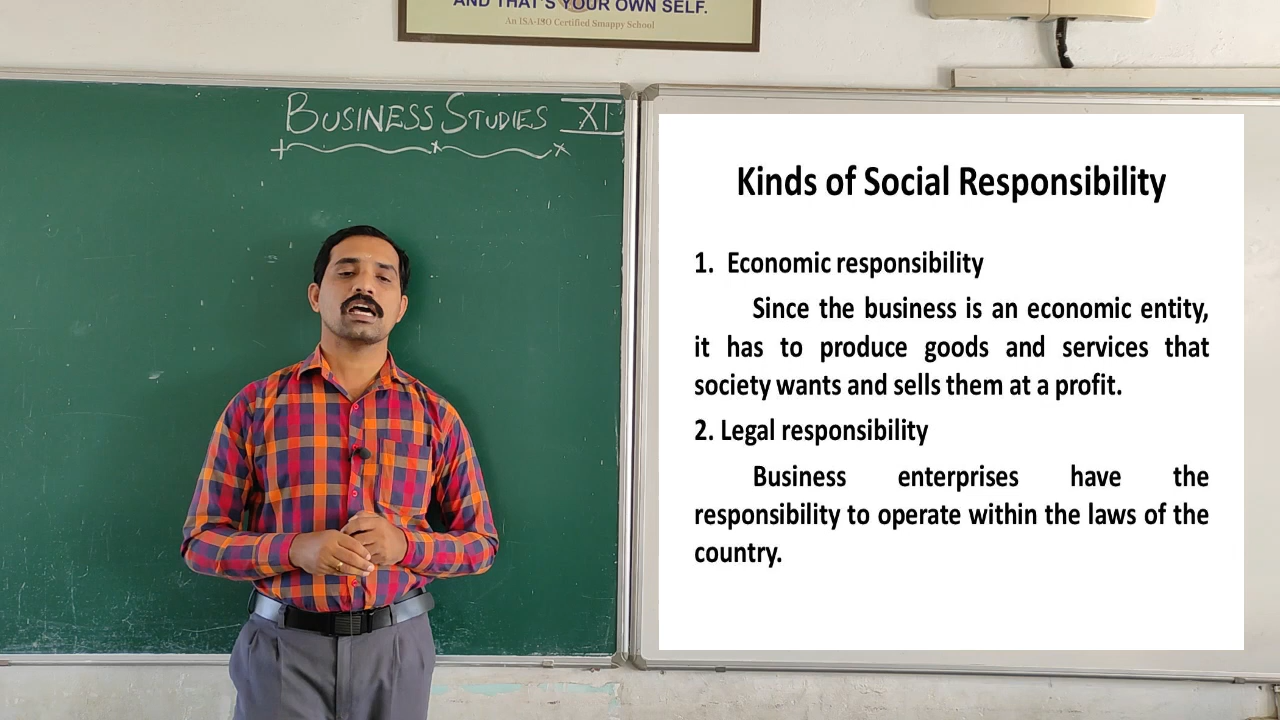 AND THAT'S YOUR OWN SELF.
An ISA-ISO Certified Smappy School
BUSINESS STUDIES XI
Kinds of Social Responsibility
1. Economic responsibility
Since the business is an economic entity,
it has to produce goods and services that
society wants and sells them at a profit.
2. Legal responsibility
Business enterprises have the
responsibility to operate within the laws of the
country.